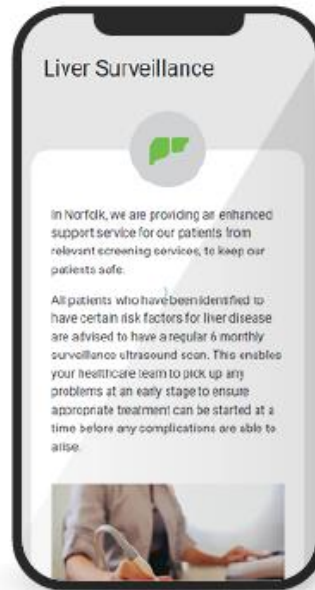 Liver Surveillance
In Norfolk, we are providing an enhanced
support service for our patients from
relevant screening services, to keep our
patients safe.
All patients who have been identified to
have certain risk factors for liver disease
are advised to have a regular 6 monthly
surveillance ultrasound scan. This enables
your healthcare team to pick up any
problems at an early stage to ensure
appropriate treatment can be started at a
time before any complications are able to
arise.